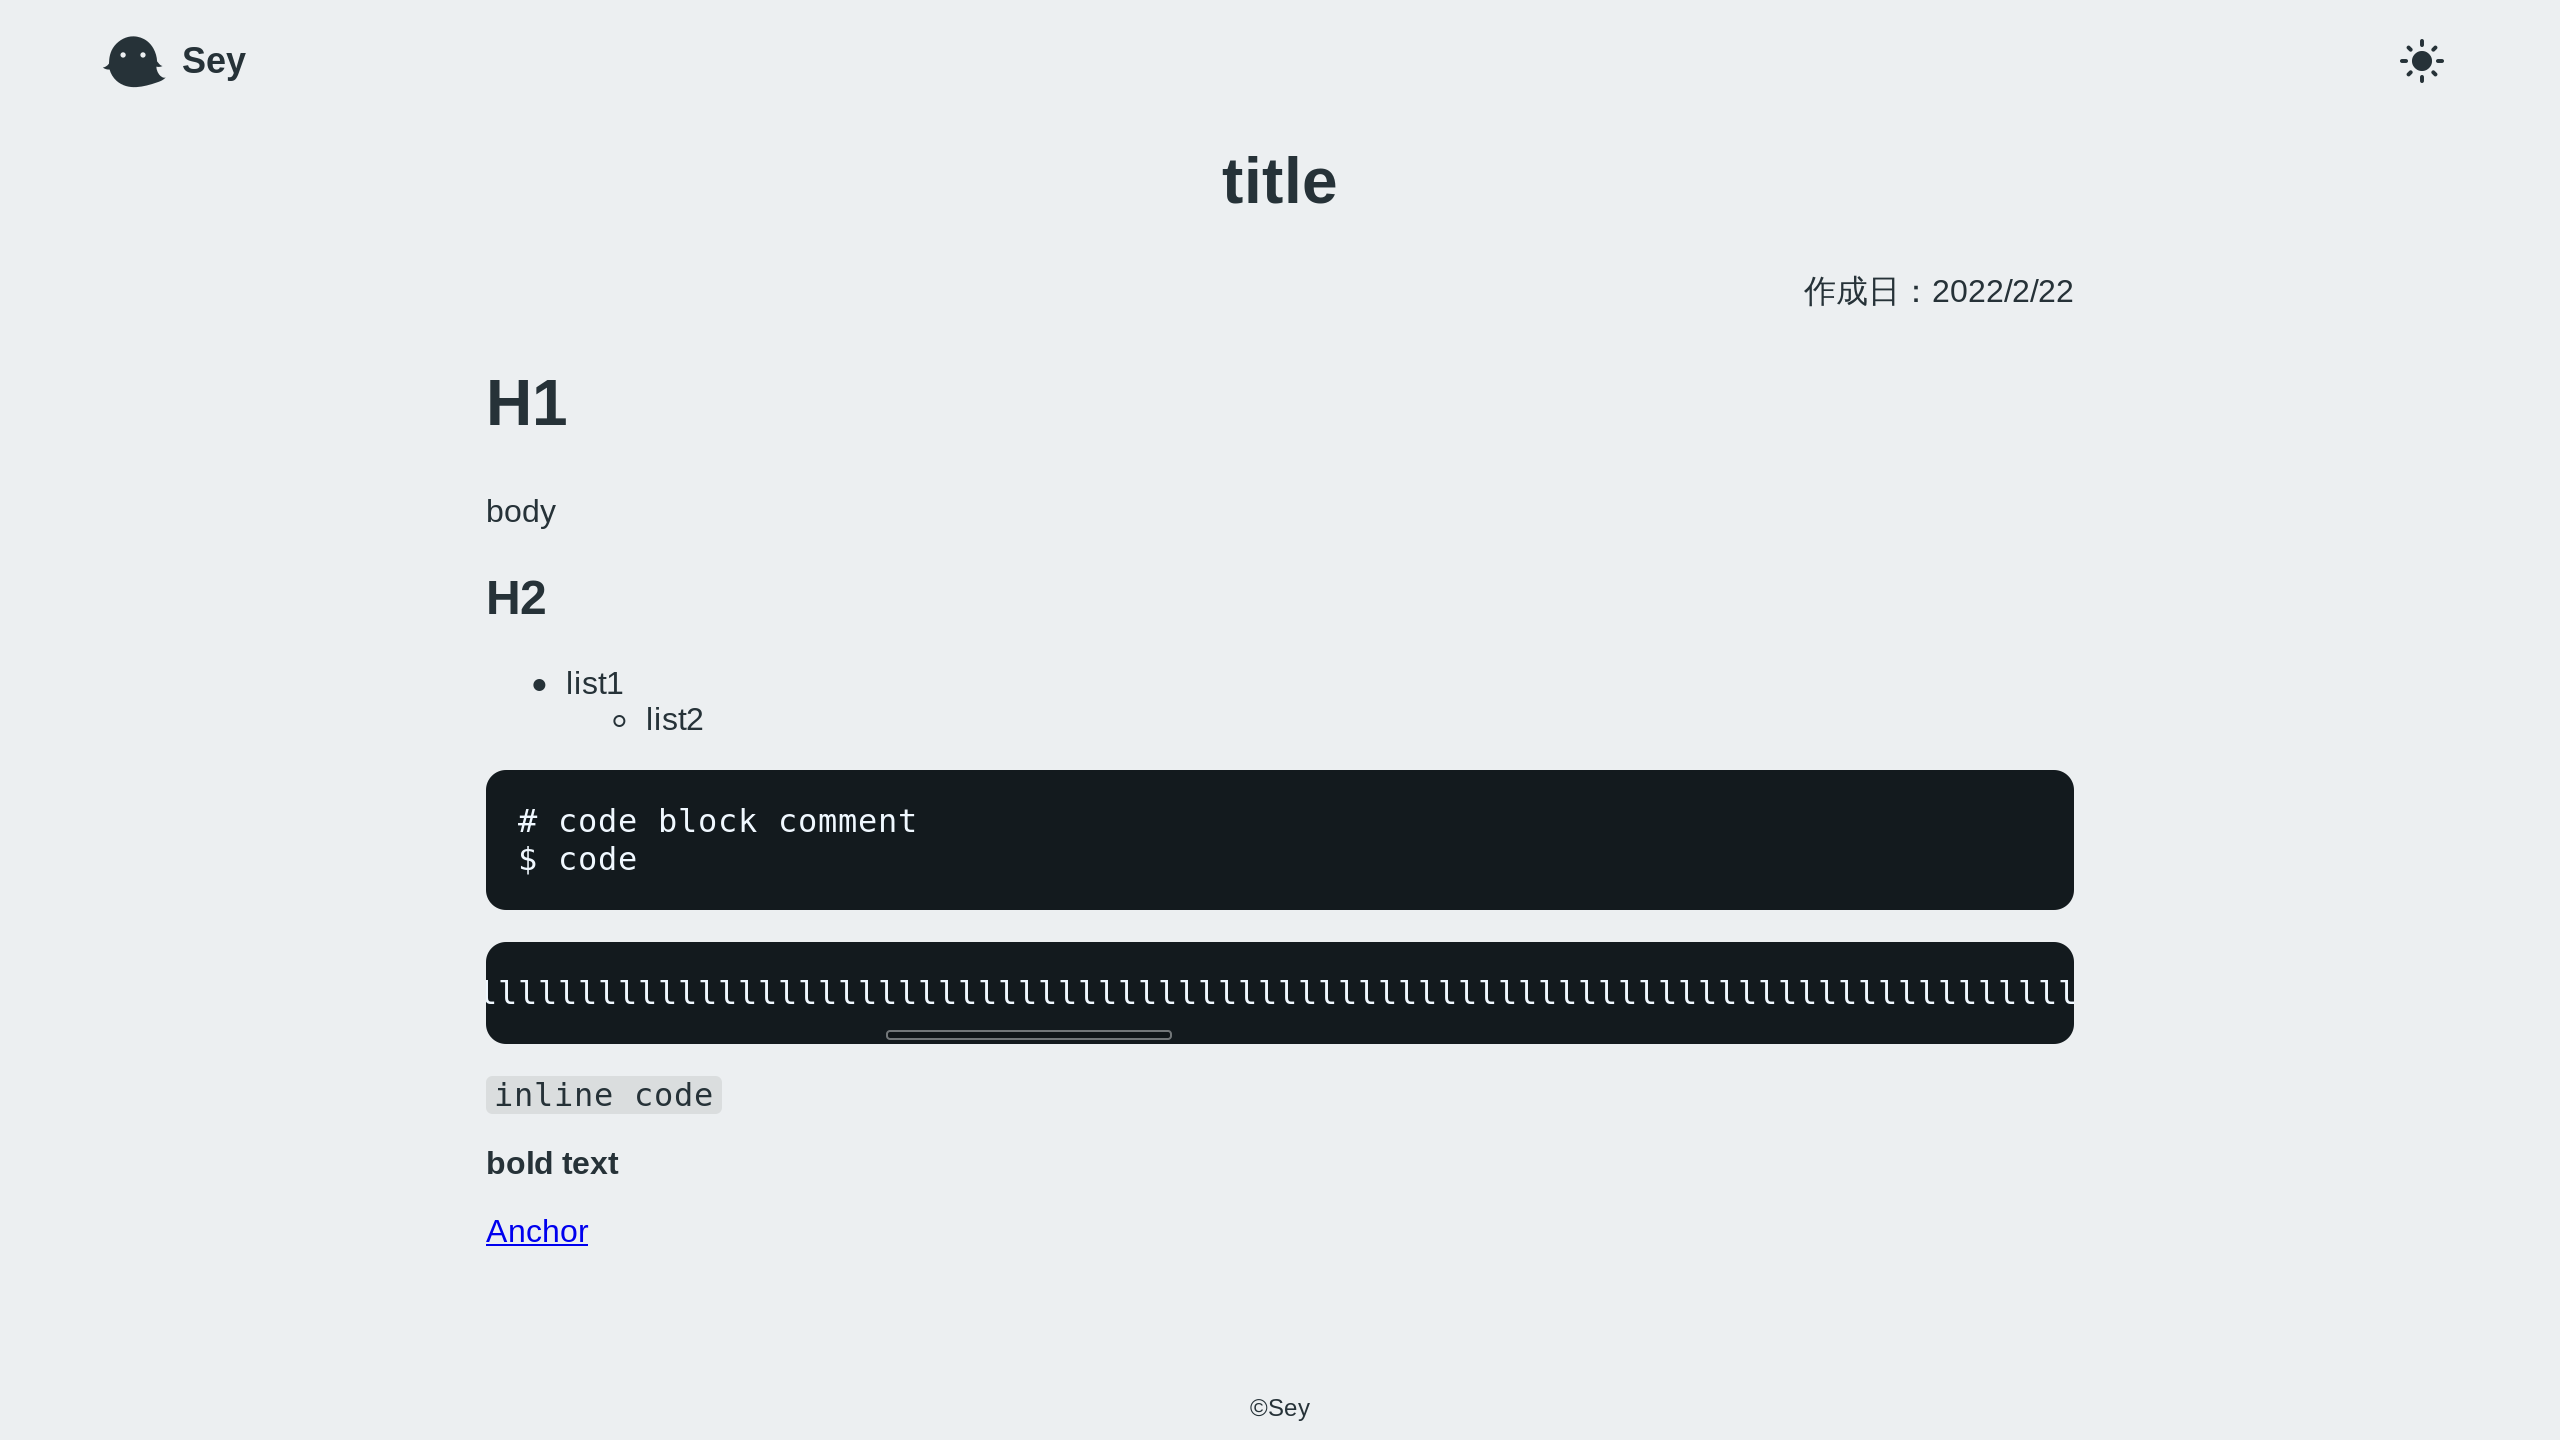 Sey
title
作成日：2022/2/22
H1
body
H2
list1
list2
# code block comment
$ code
inline code
bold text
Anchor
©Sey